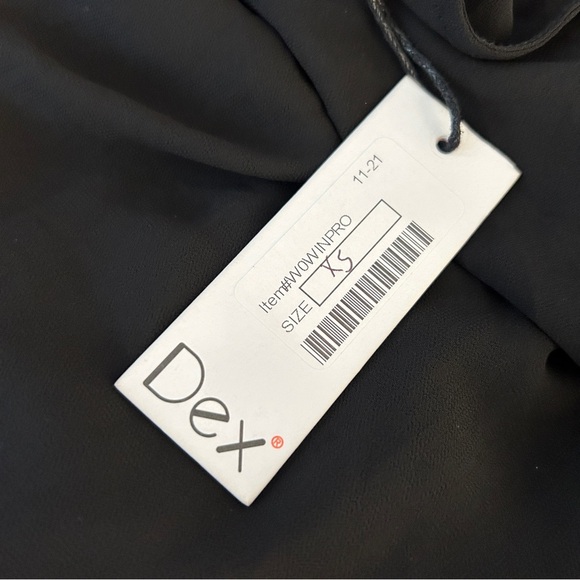 11-21
Item#W0WINPRO
SIZE XS
Dex®